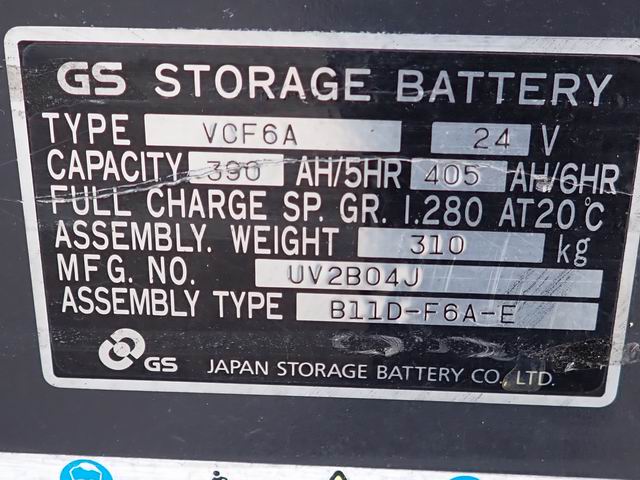 GS STORAGE BATTERY
TYPE VCF6A 24 V
CAPACITY 390 AH/5HR 405 AH/6HR
FULL CHARGE SP. GR. 1.280 AT20°C
ASSEMBLY. WEIGHT 310 kg
MFG. NO. UV2B04J
ASSEMBLY TYPE B11D-F6A-E
GS JAPAN STORAGE BATTERY CO., LTD.